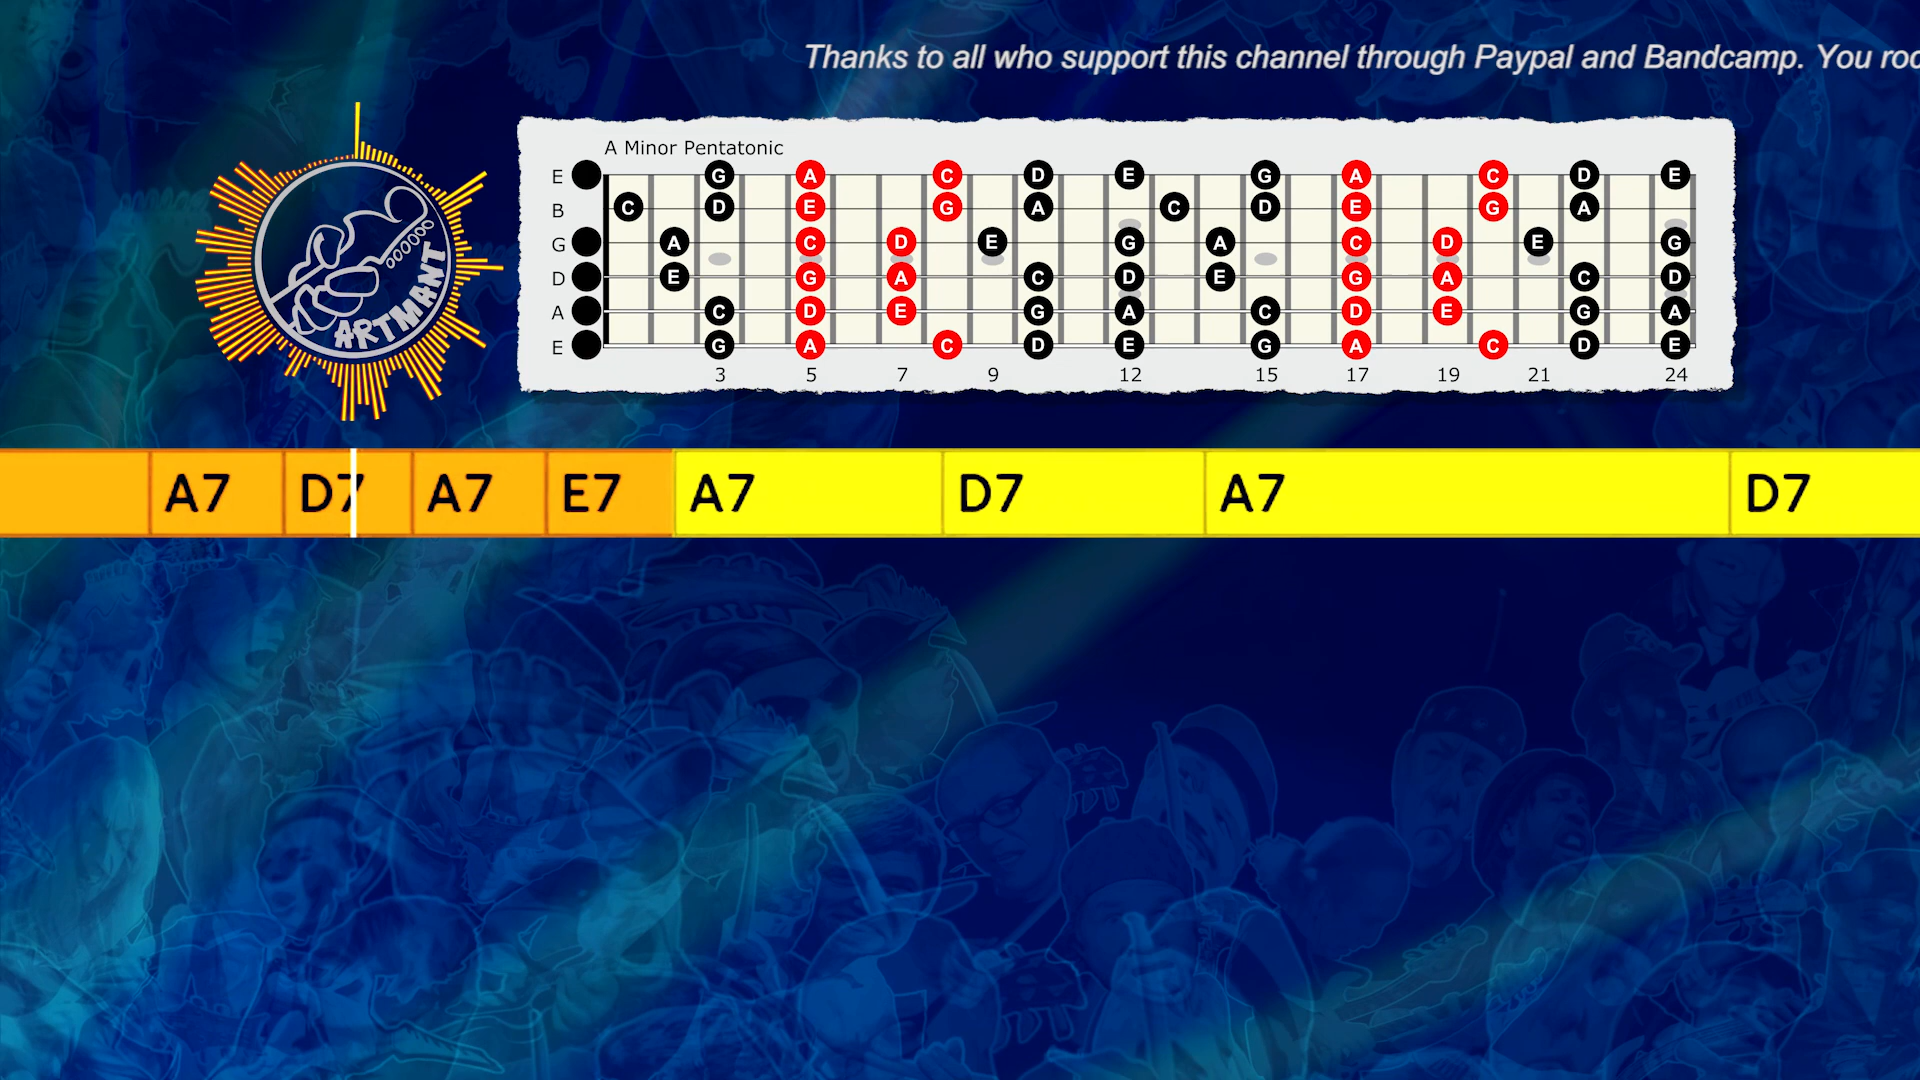 Thanks to all who support this channel through Paypal and Bandcamp. You roc
ARTMANT
A Minor Pentatonic
E G A C D E G A C D E
B C D E G A C D E G A
G A C D E G A C D E G
D E G A C D E G A C D
A C D E G A C D E G A
E G A C D E G A C D E
3 5 7 9 12 15 17 19 21 24
A7 D7 A7 E7 A7 D7 A7 D7